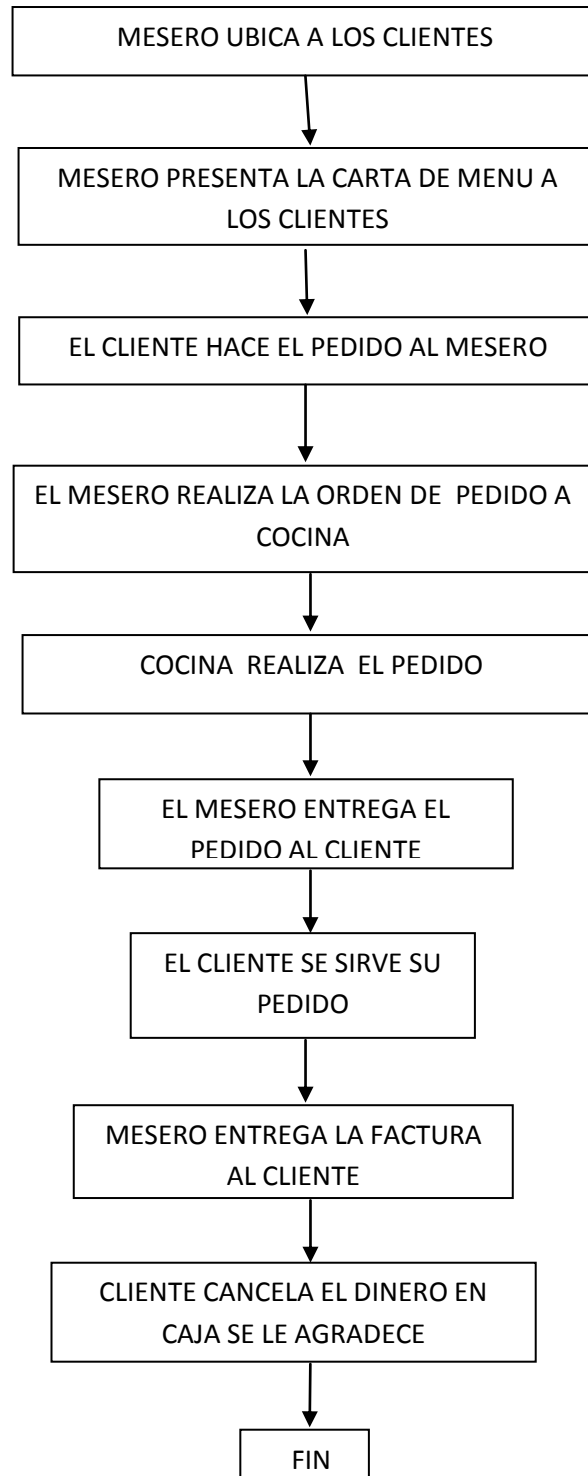 MESERO UBICA A LOS CLIENTES
MESERO PRESENTA LA CARTA DE MENU A
LOS CLIENTES
EL CLIENTE HACE EL PEDIDO AL MESERO
EL MESERO REALIZA LA ORDEN DE PEDIDO A
COCINA
COCINA REALIZA EL PEDIDO
EL MESERO ENTREGA EL
PEDIDO AL CLIENTE
EL CLIENTE SE SIRVE SU
PEDIDO
MESERO ENTREGA LA FACTURA
AL CLIENTE
CLIENTE CANCELA EL DINERO EN
CAJA SE LE AGRADECE
FIN